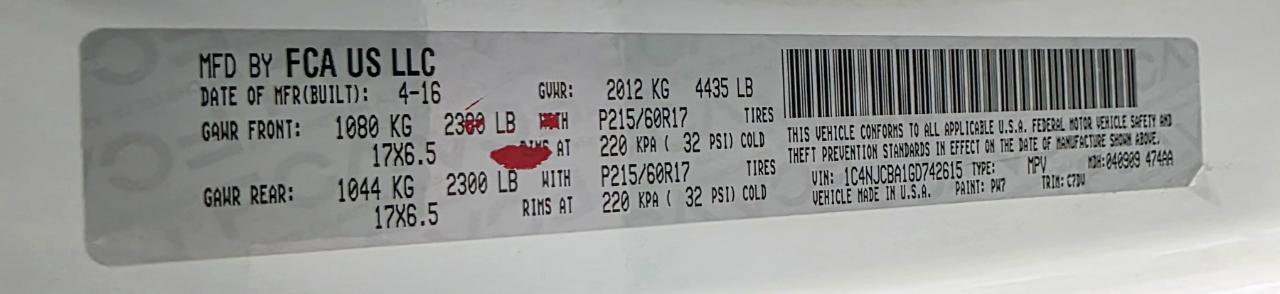 MFD BY FCA US LLC
DATE OF MFR(BUILT): 4-16 GVWR: 2012 KG 4435 LB
GAWR FRONT: 1080 KG LB P215/60R17 TIRES
17X6.5 AT 220 KPA ( 32 PSI) COLD
GAWR REAR: 1044 KG 2300 LB WITH P215/60R17 TIRES
17X6.5 RIMS AT 220 KPA ( 32 PSI) COLD
THIS VEHICLE CONFORMS TO ALL APPLICABLE U.S.A. FEDERAL MOTOR VEHICLE SAFETY AND
THEFT PREVENTION STANDARDS IN EFFECT ON THE DATE OF MANUFACTURE SHOWN ABOVE.
VIN: 1C4NJCBA1GD742615 TYPE: MPV MDH:040909 474AA
VEHICLE MADE IN U.S.A. PAINT: PW7 TRIM: